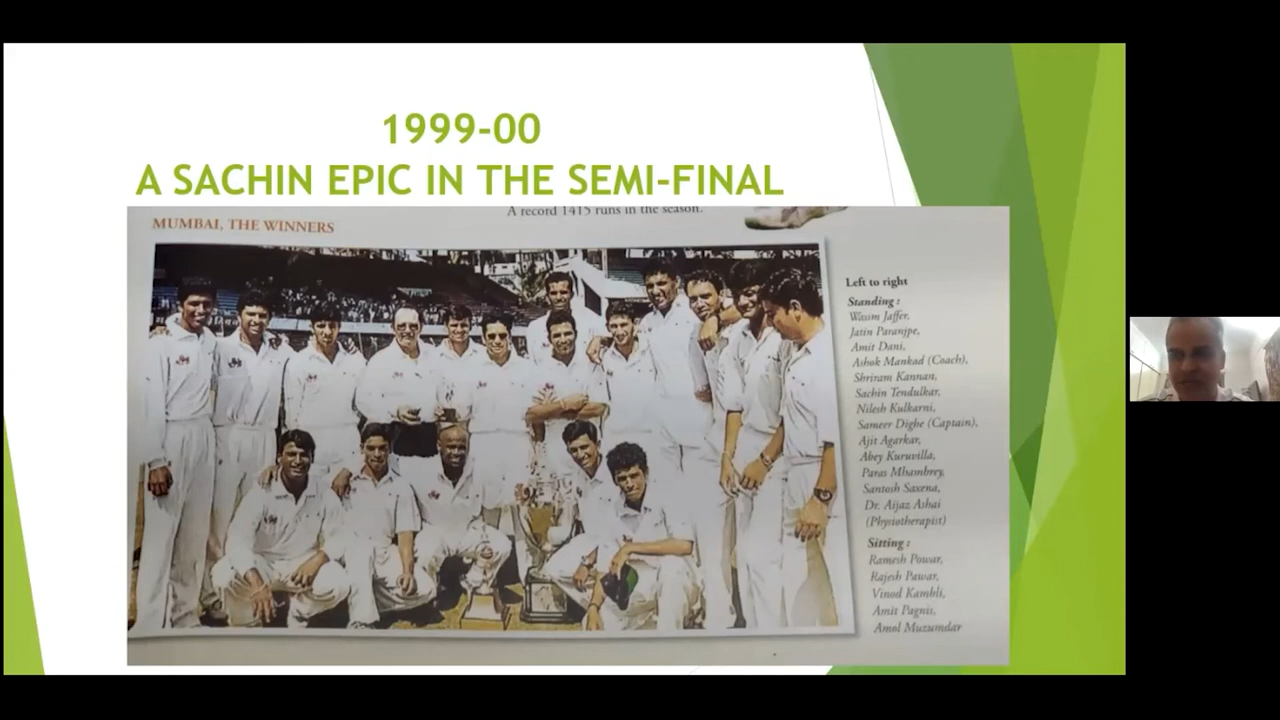 1999-00
A SACHIN EPIC IN THE SEMI-FINAL
A record 1415 runs in the season.
MUMBAI, THE WINNERS
Left to right
Standing :
Wasim Jaffer,
Jatin Paranjpe,
Amit Dani,
Ashok Mankad (Coach),
Shriram Kannan,
Sachin Tendulkar,
Nilesh Kulkarni,
Sameer Dighe (Captain),
Ajit Agarkar,
Abey Kuruvilla,
Paras Mhambrey,
Santosh Saxena,
Dr. Aijaz Ashai
(Physiotherapist)
Sitting :
Ramesh Powar,
Rajesh Pawar,
Vinod Kambli,
Amit Pagnis,
Amol Muzumdar